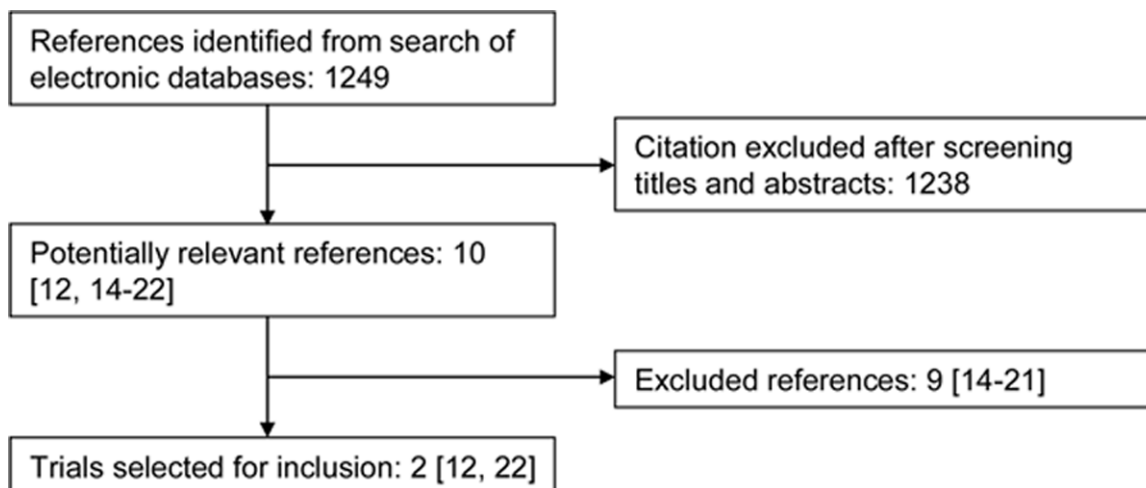 References identified from search of
electronic databases: 1249
Citation excluded after screening
titles and abstracts: 1238
Potentially relevant references: 10
[12, 14-22]
Excluded references: 9 [14-21]
Trials selected for inclusion: 2 [12, 22]